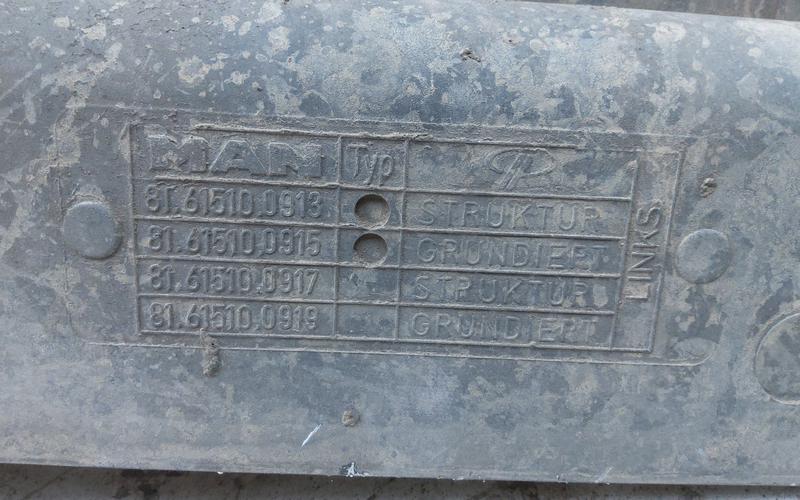 MAN Typ
81.61510.0913 STRUKTUR
81.61510.0915 GRUNDIERT
81.61510.0917 STRUKTUR
81.61510.0919 GRUNDIERT
LINKS